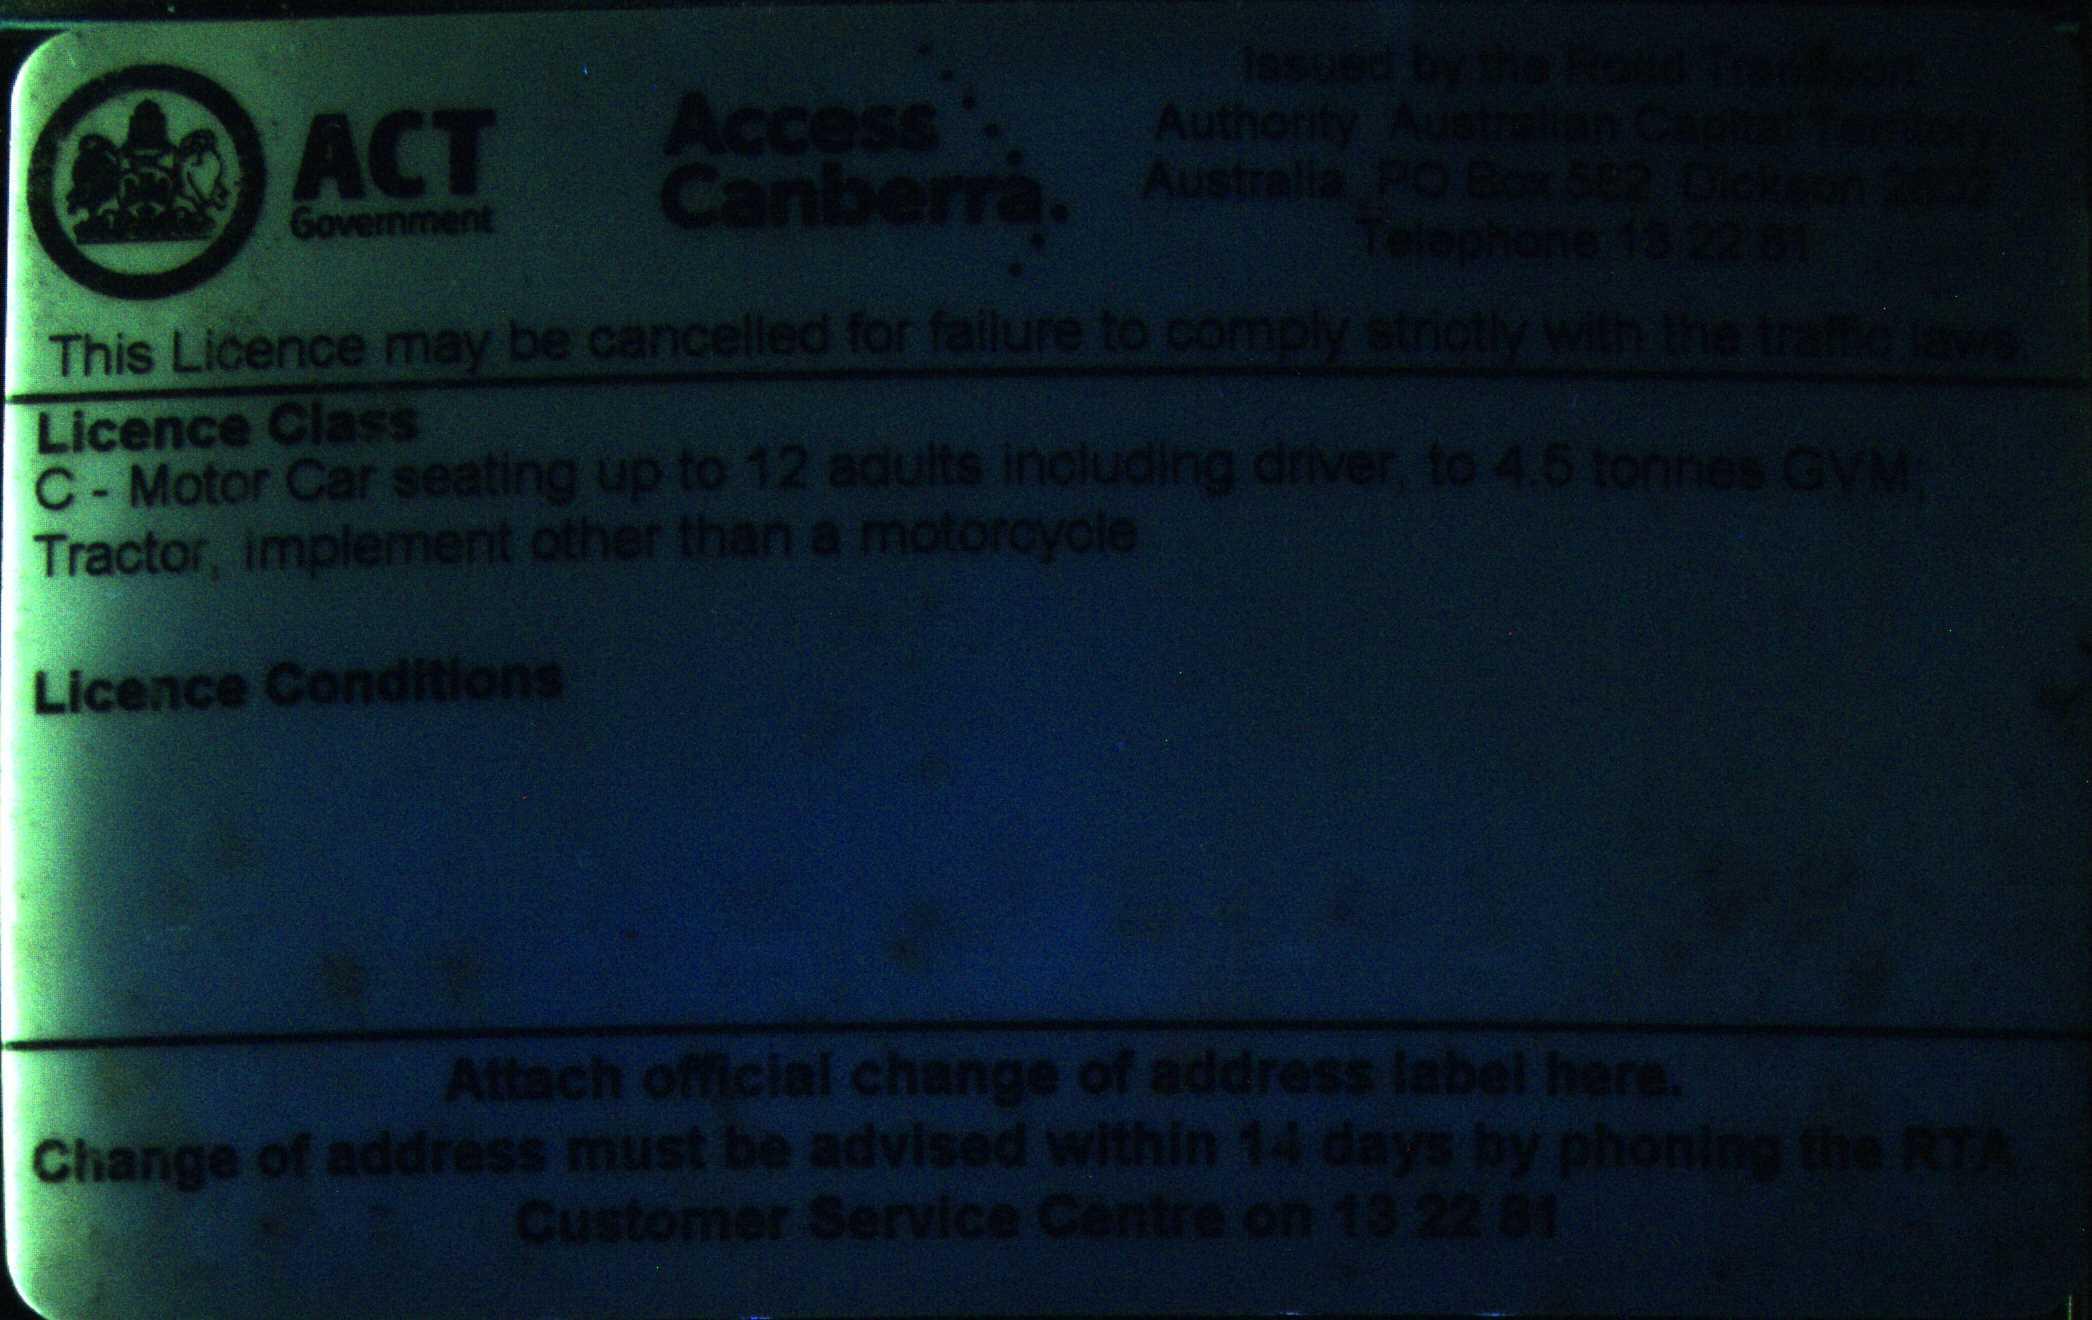 ACT
Government
Access
Canberra
Issued by the Road Transport
Authority Australian Capital Territory
Australia PO Box 582 Dickson
Telephone 13 22 81
This Licence may be cancelled for failure to comply strictly with the traffic laws.
Licence Class
C - Motor Car seating up to 12 adults including driver, to 4.5 tonnes GVM;
Tractor, implement other than a motorcycle
Licence Conditions
Attach official change of address label here.
Change of address must be advised within 14 days by phoning the RTA
Customer Service Centre on 13 22 81